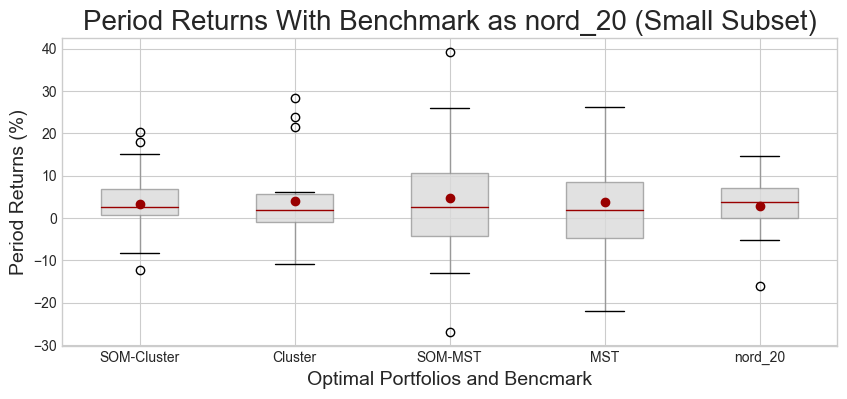 Period Returns With Benchmark as nord_20 (Small Subset)
Period Returns (%)
40
30
20
10
0
−10
−20
−30
SOM-Cluster
Cluster
SOM-MST
MST
nord_20
Optimal Portfolios and Bencmark